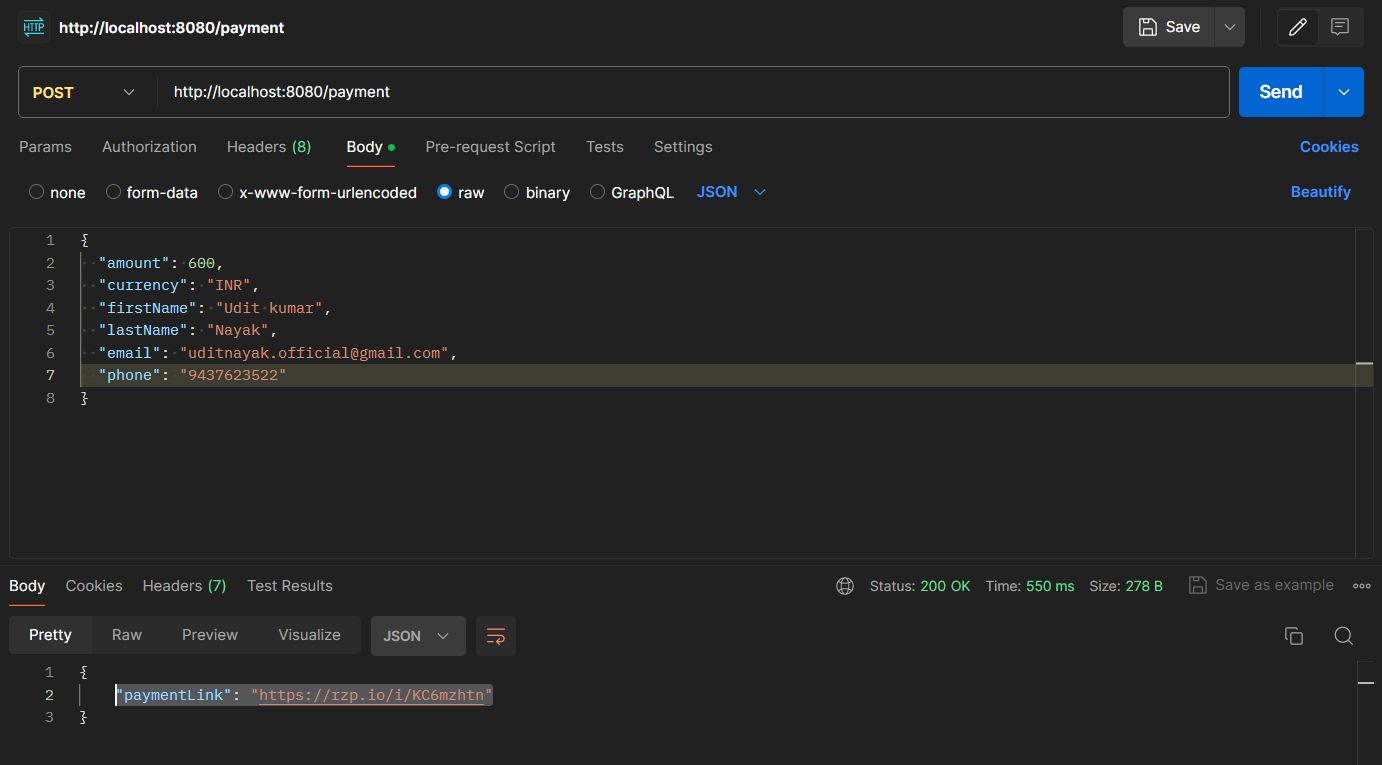 HTTP http://localhost:8080/payment Save
POST http://localhost:8080/payment Send
Params Authorization Headers (8) Body Pre-request Script Tests Settings Cookies
none form-data x-www-form-urlencoded raw binary GraphQL JSON Beautify
1 {
2 "amount": 600,
3 "currency": "INR",
4 "firstName": "Udit kumar",
5 "lastName": "Nayak",
6 "email": "uditnayak.official@gmail.com",
7 "phone": "9437623522"
8 }
Body Cookies Headers (7) Test Results Status: 200 OK Time: 550 ms Size: 278 B Save as example
Pretty Raw Preview Visualize JSON
1 {
2 "paymentLink": "https://rzp.io/i/KC6mzhtn"
3 }